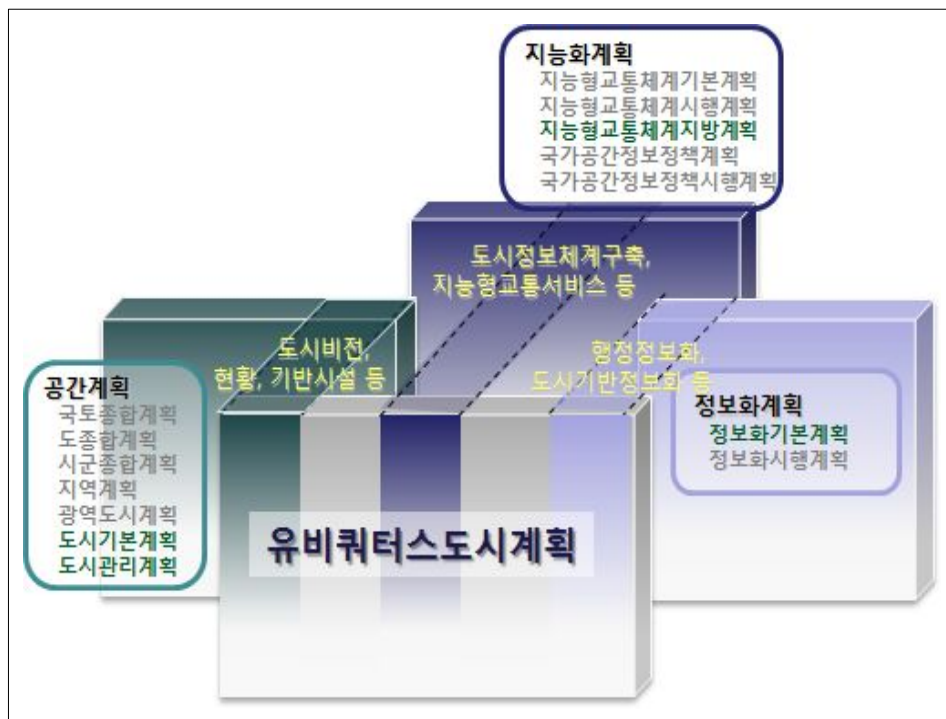 지능화계획
지능형교통체계기본계획
지능형교통체계시행계획
지능형교통체계지방계획
국가공간정보정책계획
국가공간정보정책시행계획
도시정보체계구축,
지능형교통서비스 등
도시비전,
현황, 기반시설 등
행정정보화,
도시기반정보화 등
공간계획
국토종합계획
도종합계획
시군종합계획
지역계획
광역도시계획
도시기본계획
도시관리계획
정보화계획
정보화기본계획
정보화시행계획
유비쿼터스도시계획